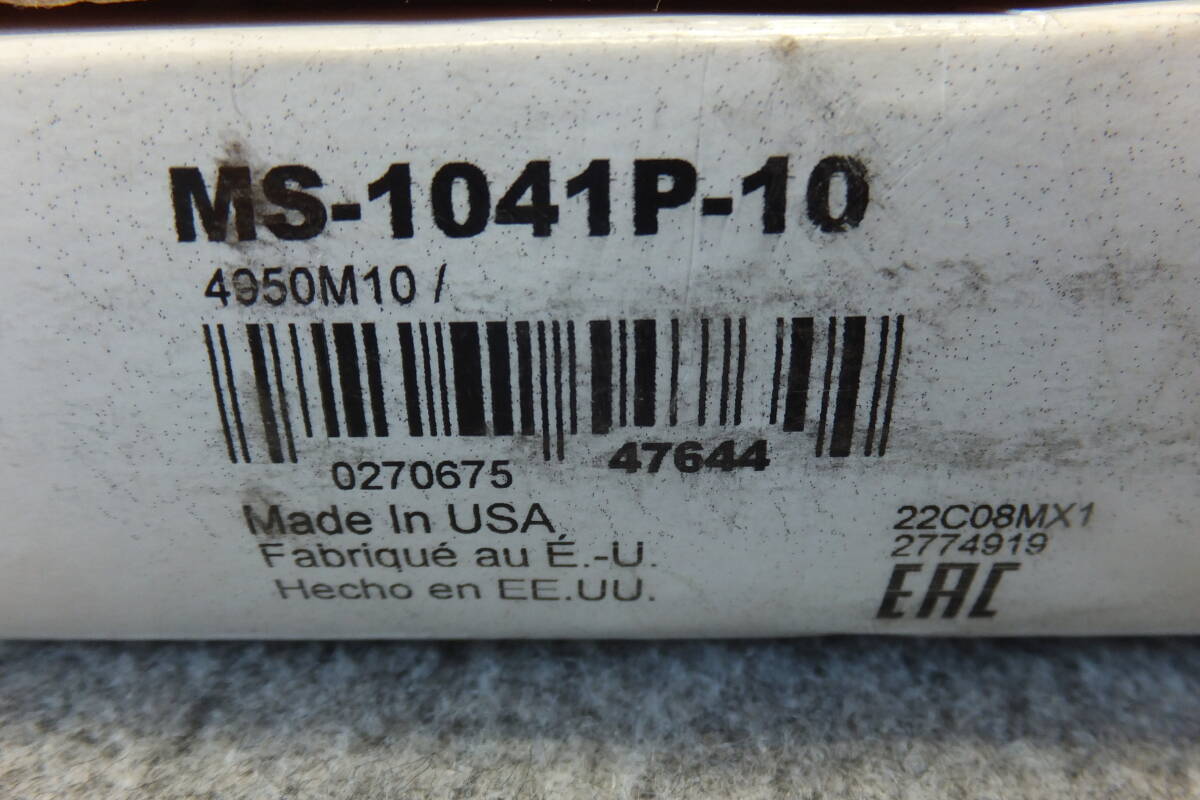 MS-1041P-10
4950M10 /
0270675 47644
Made In USA
Fabriqué au É.-U.
Hecho en EE.UU.
22C08MX1
2774919
EAC